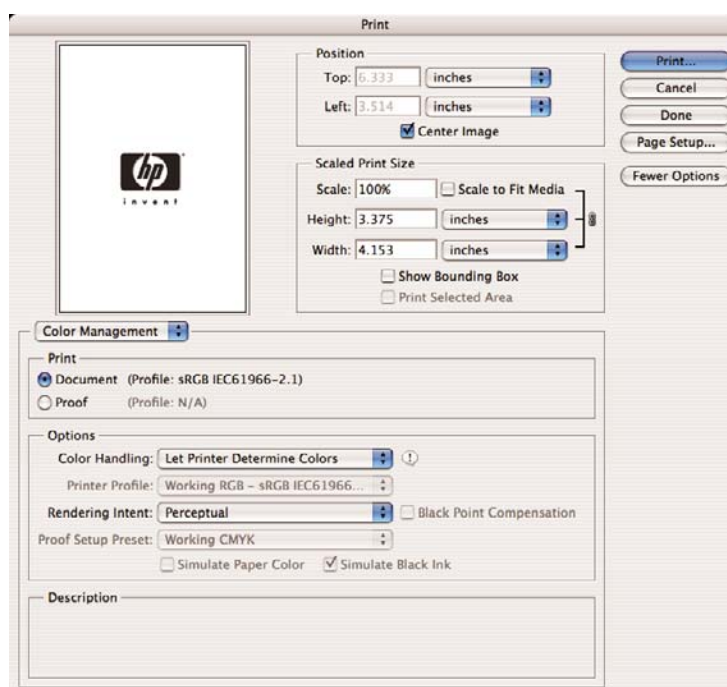 Print
Position
Top: 6.333 inches
Left: 3.514 inches
Center Image
Print...
Cancel
Done
Page Setup...
Fewer Options
hp
invent
Scaled Print Size
Scale: 100% Scale to Fit Media
Height: 3.375 inches
Width: 4.153 inches
Show Bounding Box
Print Selected Area
Color Management
Print
Document (Profile: sRGB IEC61966-2.1)
Proof (Profile: N/A)
Options
Color Handling: Let Printer Determine Colors
Printer Profile: Working RGB - sRGB IEC61966...
Rendering Intent: Perceptual Black Point Compensation
Proof Setup Preset: Working CMYK
Simulate Paper Color Simulate Black Ink
Description